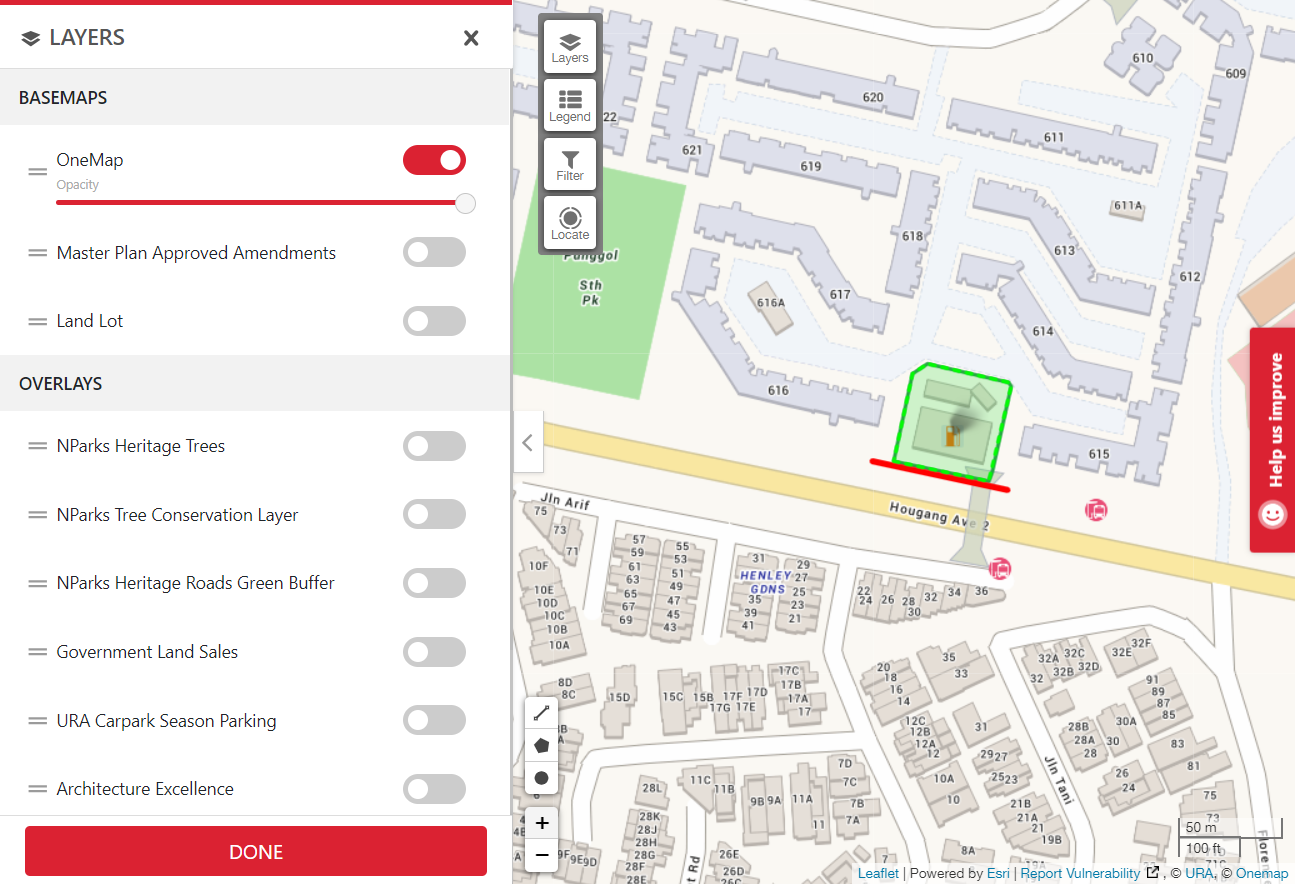 LAYERS
BASEMAPS
OneMap
Opacity
Master Plan Approved Amendments
Land Lot
OVERLAYS
NParks Heritage Trees
NParks Tree Conservation Layer
NParks Heritage Roads Green Buffer
Government Land Sales
URA Carpark Season Parking
Architecture Excellence
DONE
Layers
Legend
Filter
Locate
610
609
620
22
611
621
619
611A
618
613
Punggol
Sth
Pk
612
617
616A
614
616
615
Help us improve
Hougang Ave 2
Jln Arif
75
73
71
57
59
61
63
65
67
69
55
53
51
49
47
45
43
31
HENLEY
GDNS
35
39
41
29
27
25
23
21
10F
10E
10D
10C
10B
10A
22
24
26
28
30
32
34
36
8D
8C
15D
15C
15B
17F
17G
17E
17D
17C
17B
17A
17
20
18
16
14
35
33
32A
32C
32B
32D
32
32E
32F
91
89
87
85
12C
12B
12A
12
31
28B
28A
28
30A
30
83
81
29
27
25
23
26
24
Jln Tani
7D
7C
7B
7A
10A
10
21B
21A
21
19B
75
73
28L
28K
28J
28H
28G
28F
28E
11C
11B
9B
9A
11A
11
9F
9E
9D
26E
26D
8A
7
t Rd
+
−
50 m
100 ft
Leaflet | Powered by Esri | Report Vulnerability , © URA, © Onemap